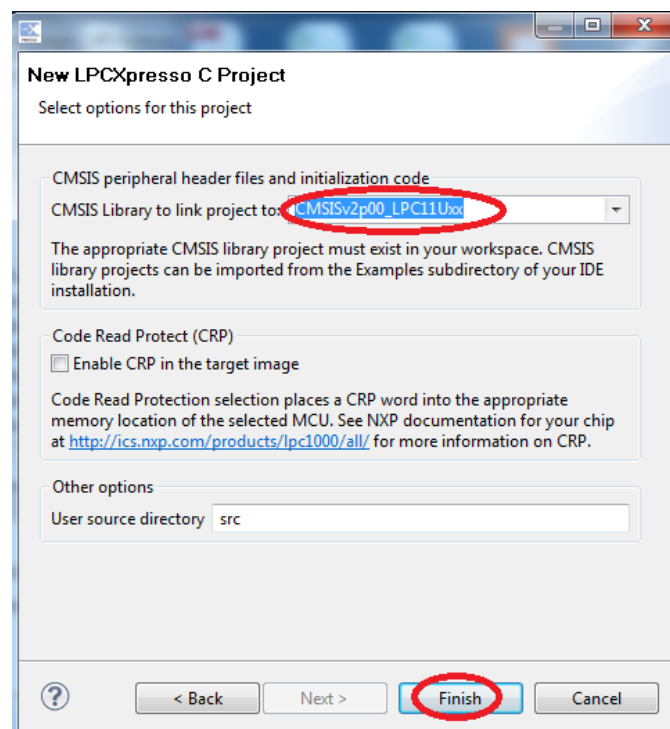 New LPCXpresso C Project
Select options for this project
CMSIS peripheral header files and initialization code
CMSIS Library to link project to: CMSISv2p00_LPC11Uxx
The appropriate CMSIS library project must exist in your workspace. CMSIS
library projects can be imported from the Examples subdirectory of your IDE
installation.
Code Read Protect (CRP)
Enable CRP in the target image
Code Read Protection selection places a CRP word into the appropriate
memory location of the selected MCU. See NXP documentation for your chip
at http://ics.nxp.com/products/lpc1000/all/ for more information on CRP.
Other options
User source directory src
? < Back Next > Finish Cancel